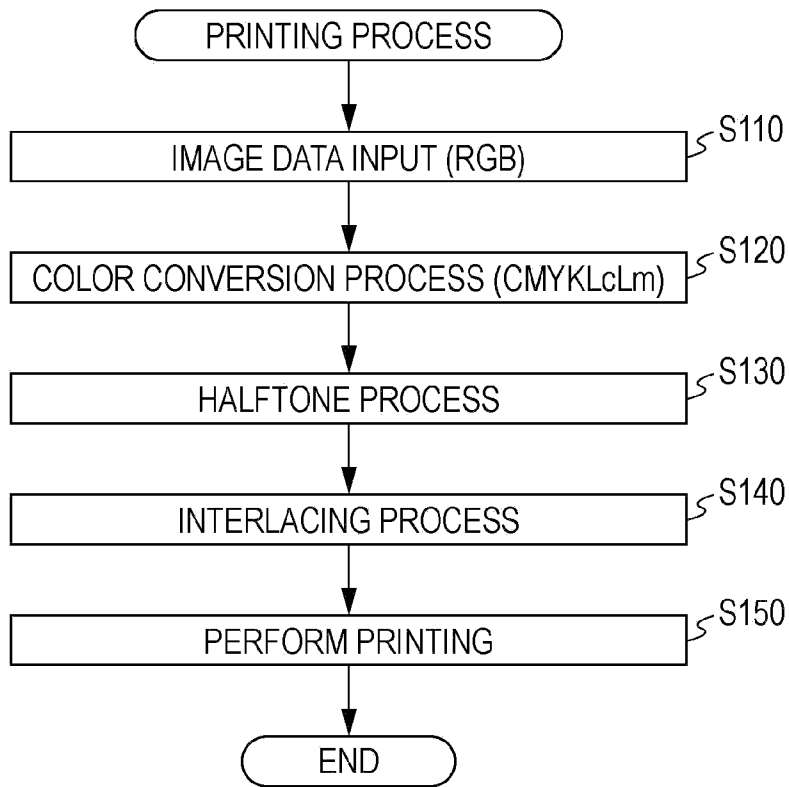 PRINTING PROCESS
S110
IMAGE DATA INPUT (RGB)
S120
COLOR CONVERSION PROCESS (CMYKLcLm)
S130
HALFTONE PROCESS
S140
INTERLACING PROCESS
S150
PERFORM PRINTING
END